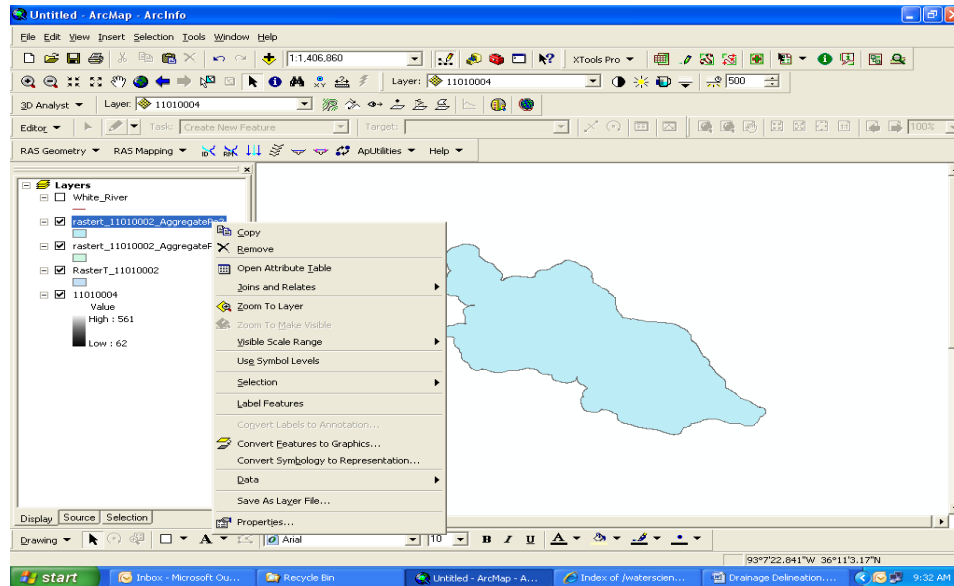 Untitled - ArcMap - ArcInfo
File Edit View Insert Selection Tools Window Help
1:1,406,860 XTools Pro
Layer: 11010004 500
3D Analyst Layer: 11010004
Editor Task: Create New Feature Target: 100%
RAS Geometry RAS Mapping ApUtilities Help
Layers
White_River
rastert_11010002_AggregatePo2
rastert_11010002_AggregateP
RasterT_11010002
11010004
Value
High : 561
Low : 62
Copy
Remove
Open Attribute Table
Joins and Relates
Zoom To Layer
Zoom To Make Visible
Visible Scale Range
Use Symbol Levels
Selection
Label Features
Convert Labels to Annotation...
Convert Features to Graphics...
Convert Symbology to Representation...
Data
Save As Layer File...
Properties...
Display Source Selection
Drawing A Arial 10 B I U A
93°7'22.841"W 36°11'3.17"N
start Inbox - Microsoft Ou... Recycle Bin Untitled - ArcMap - A... Index of /waterscien... Drainage Delineation.... 9:32 AM